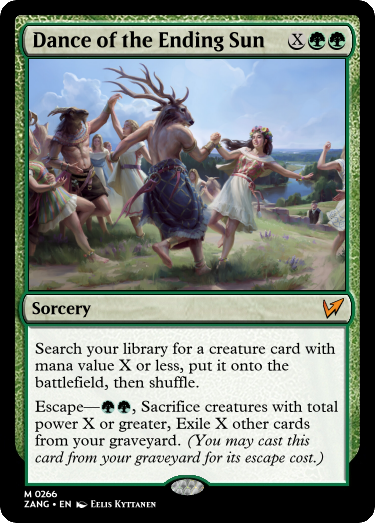 Dance of the Ending Sun X
Sorcery
Search your library for a creature card with
mana value X or less, put it onto the
battlefield, then shuffle.
Escape—, Sacrifice creatures with total
power X or greater, Exile X other cards
from your graveyard. (You may cast this
card from your graveyard for its escape cost.)
M 0266
ZANG • EN Eelis Kyttanen